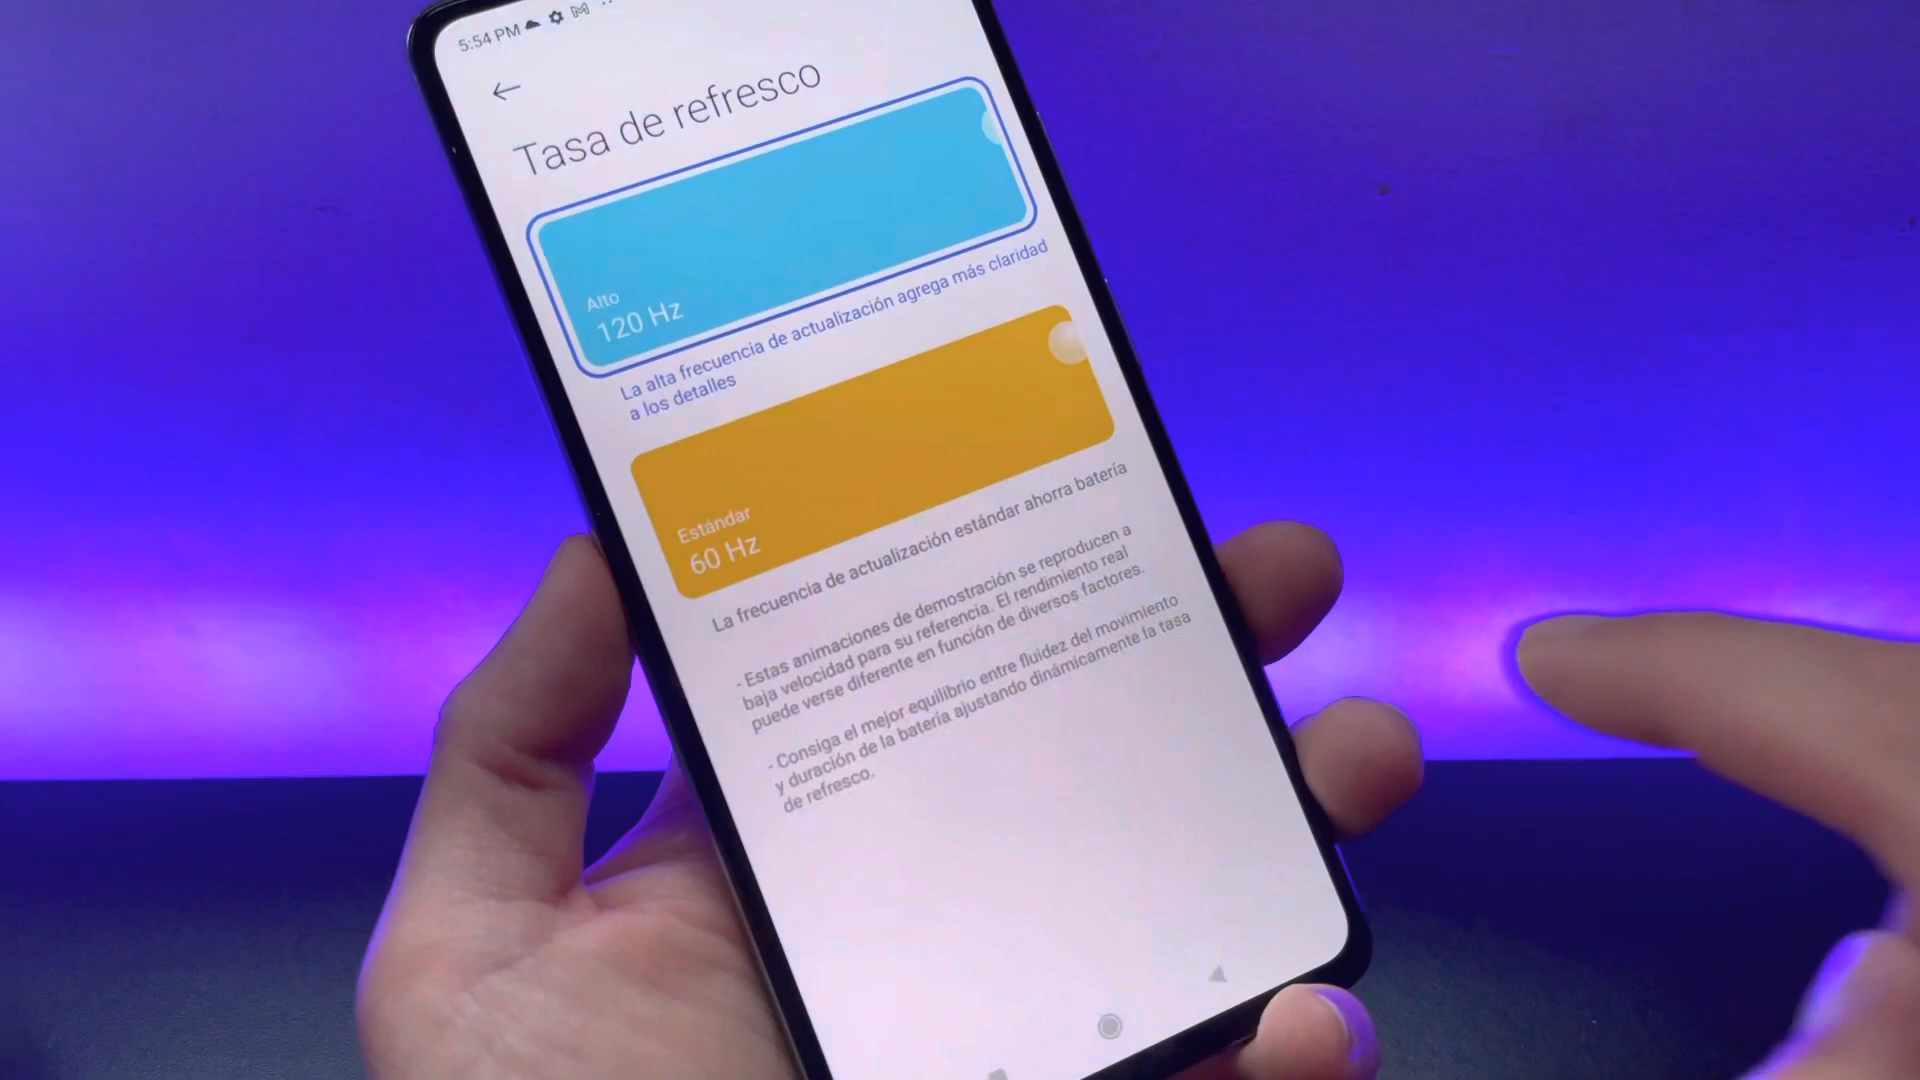 5:54 PM
Tasa de refresco
Alto
120 Hz
La alta frecuencia de actualización agrega más claridad
a los detalles
Estándar
60 Hz
La frecuencia de actualización estándar ahorra batería
- Estas animaciones de demostración se reproducen a
baja velocidad para su referencia. El rendimiento real
puede verse diferente en función de diversos factores.
- Consiga el mejor equilibrio entre fluidez del movimiento
y duración de la batería ajustando dinámicamente la tasa
de refresco.